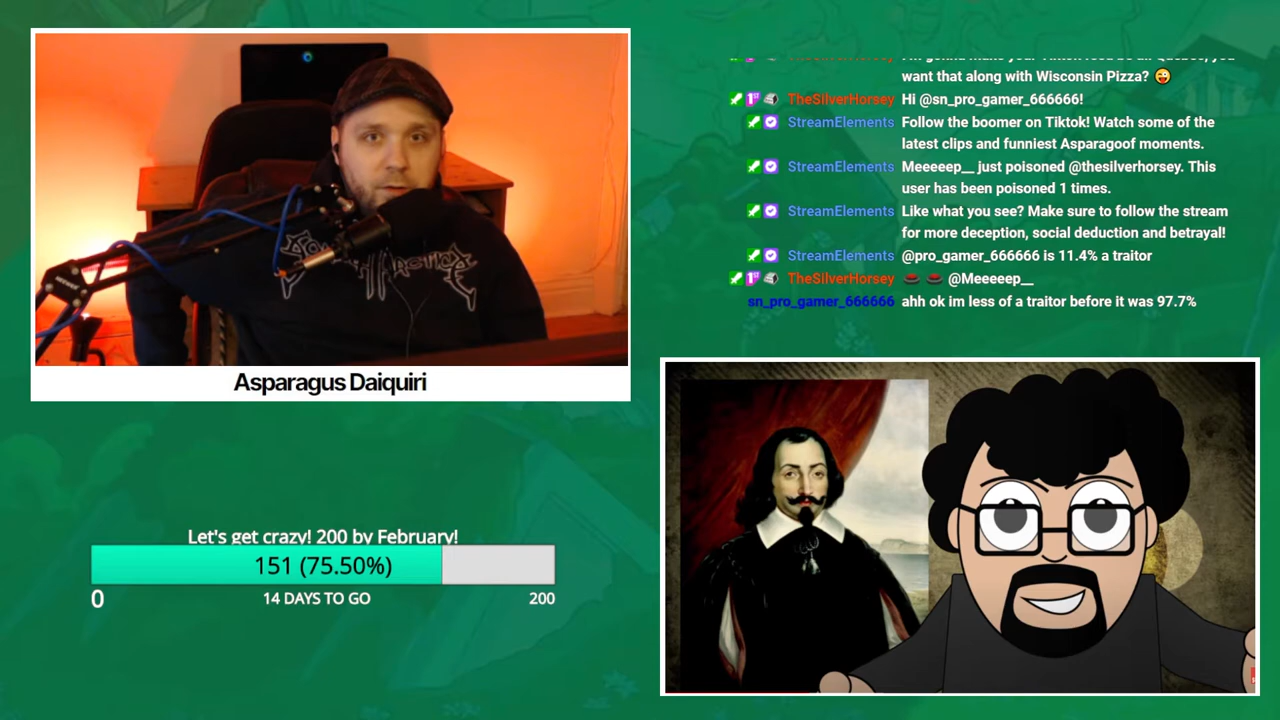 want that along with Wisconsin Pizza? 😜
TheSilverHorsey Hi @sn_pro_gamer_666666!
StreamElements Follow the boomer on Tiktok! Watch some of the
latest clips and funniest Asparagoof moments.
StreamElements Meeeeep__ just poisoned @thesilverhorsey. This
user has been poisoned 1 times.
StreamElements Like what you see? Make sure to follow the stream
for more deception, social deduction and betrayal!
StreamElements @pro_gamer_666666 is 11.4% a traitor
TheSilverHorsey @Meeeeep__
sn_pro_gamer_666666 ahh ok im less of a traitor before it was 97.7%
Asparagus Daiquiri
Let's get crazy! 200 by February!
151 (75.50%)
0 14 DAYS TO GO 200